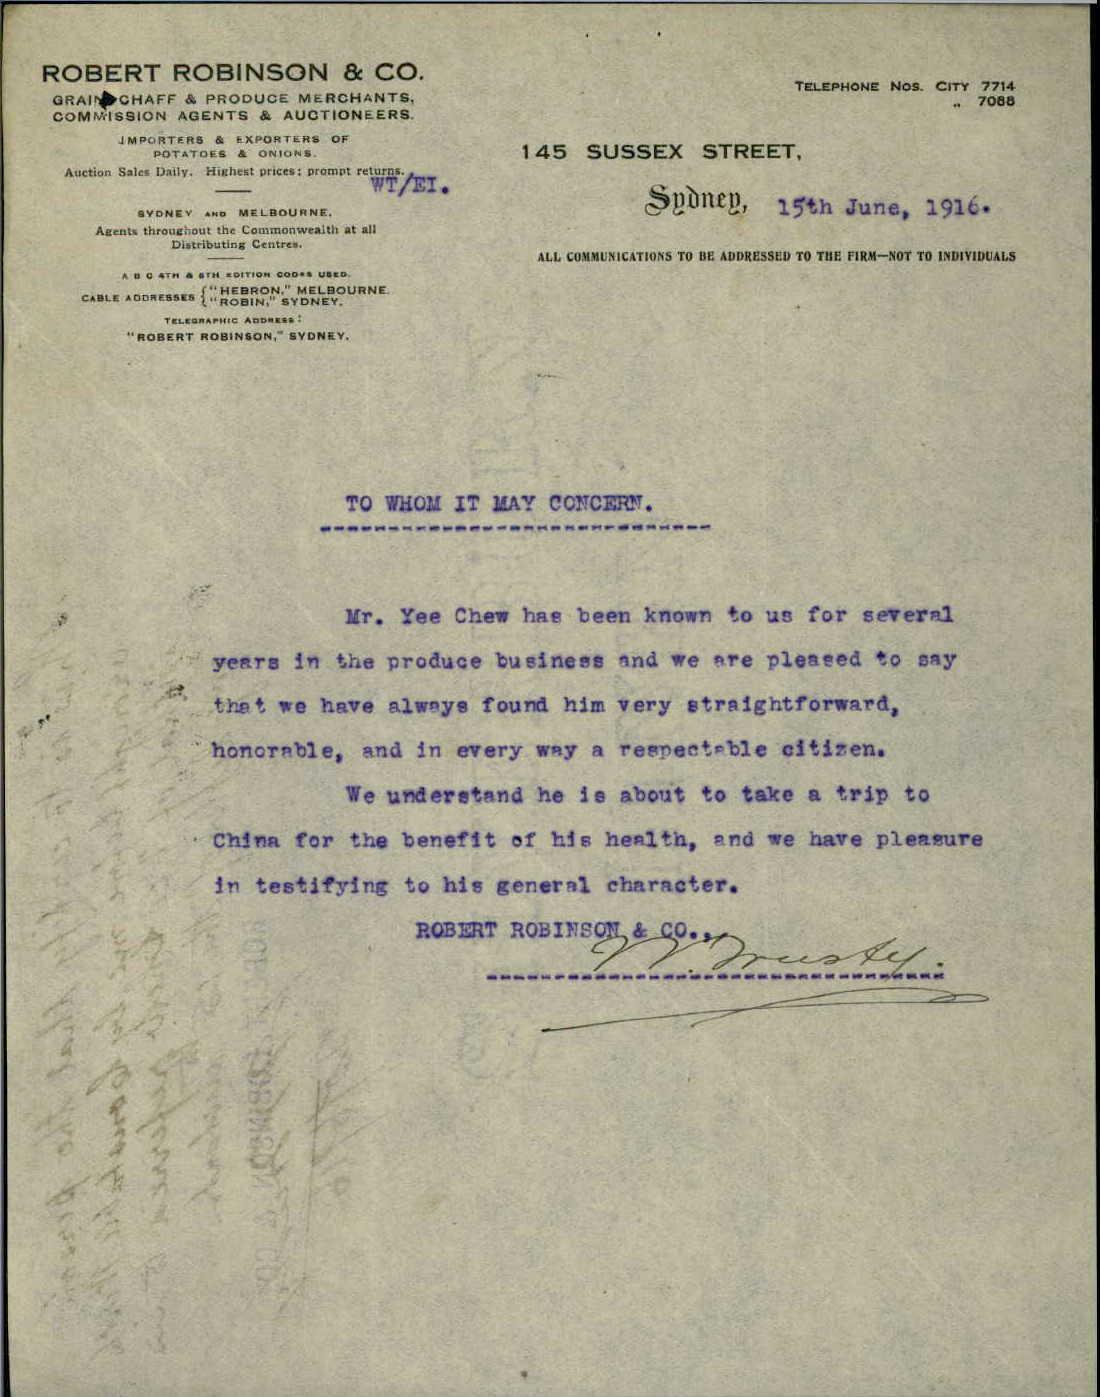 ROBERT ROBINSON & CO.
GRAIN CHAFF & PRODUCE MERCHANTS,
COMMISSION AGENTS & AUCTIONEERS.
IMPORTERS & EXPORTERS OF
POTATOES & ONIONS.
Auction Sales Daily. Highest prices; prompt returns.
WT/EI.
SYDNEY AND MELBOURNE.
Agents throughout the Commonwealth at all
Distributing Centres.
A B C 4TH & 5TH EDITION CODES USED.
CABLE ADDRESSES { "HEBRON," MELBOURNE.
"ROBIN," SYDNEY.
TELEGRAPHIC ADDRESS:
"ROBERT ROBINSON," SYDNEY.
TELEPHONE NOS. CITY 7714
„ 7088
145 SUSSEX STREET,
Sydney, 15th June, 1916.
ALL COMMUNICATIONS TO BE ADDRESSED TO THE FIRM—NOT TO INDIVIDUALS
TO WHOM IT MAY CONCERN.
Mr. Yee Chew has been known to us for several
years in the produce business and we are pleased to say
that we have always found him very straightforward,
honorable, and in every way a respectable citizen.
We understand he is about to take a trip to
China for the benefit of his health, and we have pleasure
in testifying to his general character.
ROBERT ROBINSON & CO.,
W. Trusty.